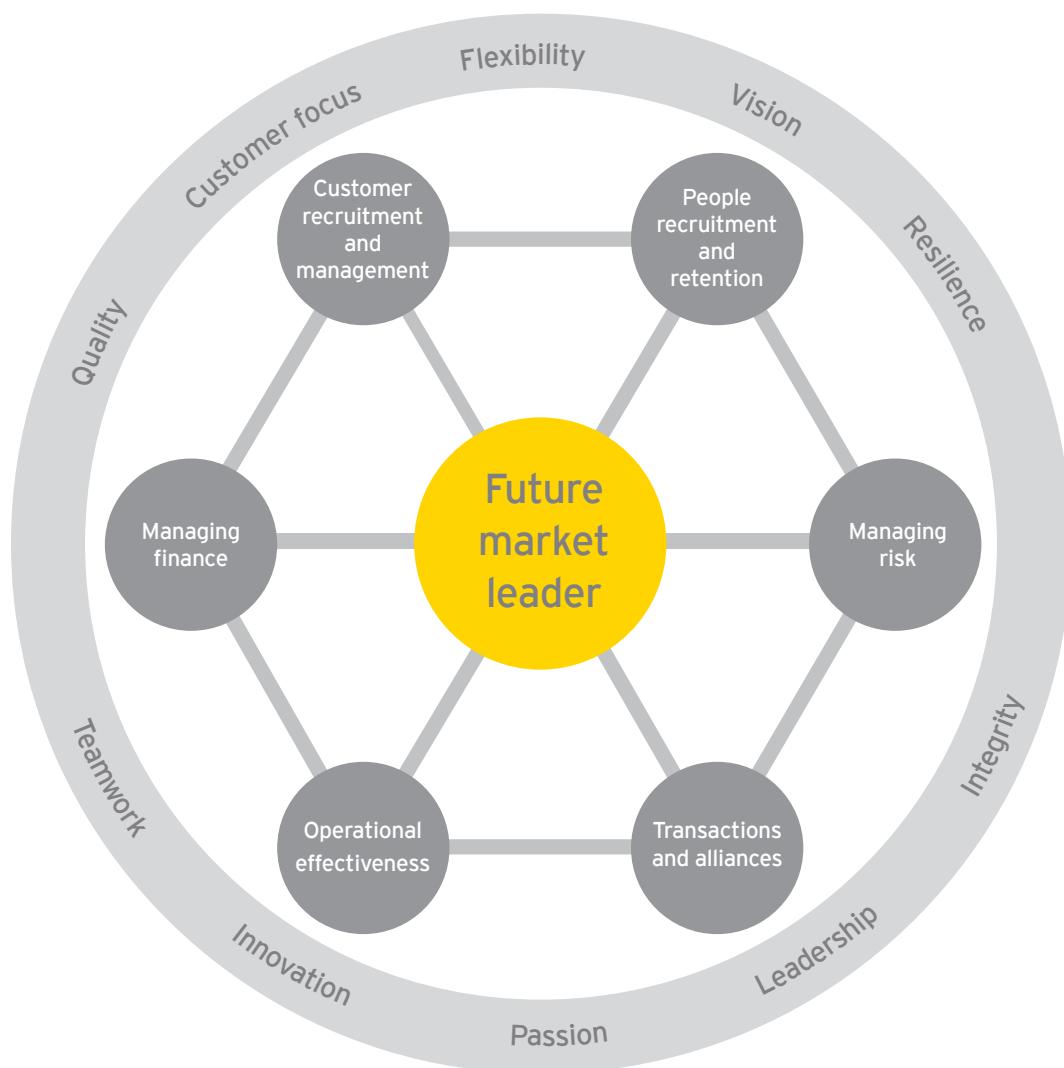 Flexibility
Vision
Resilience
Integrity
Leadership
Passion
Innovation
Teamwork
Quality
Customer focus
Customer
recruitment
and
management
People
recruitment
and
retention
Managing
finance
Future
market
leader
Managing
risk
Operational
effectiveness
Transactions
and alliances